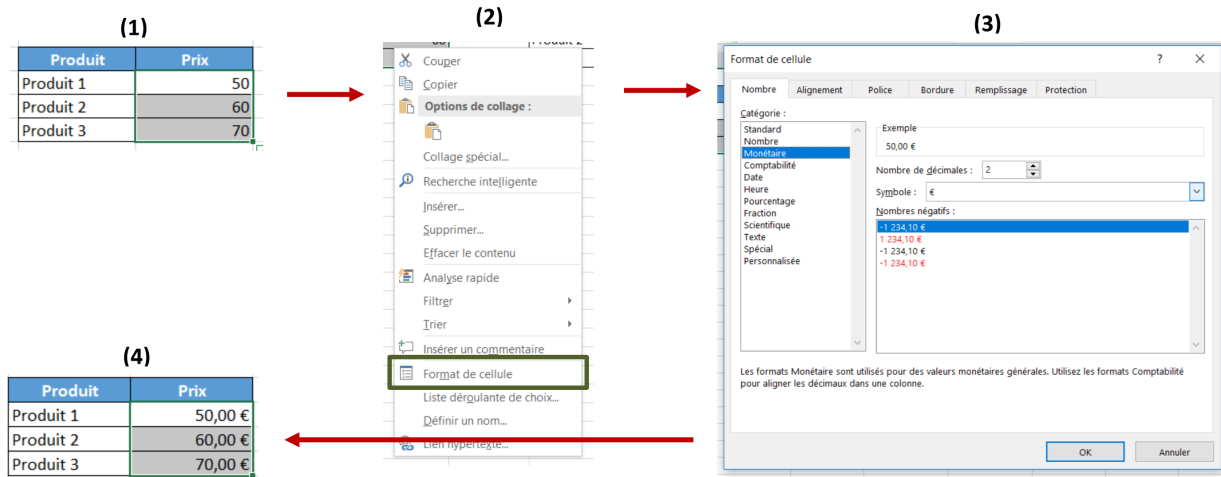 (1)
Produit Prix
Produit 1 50
Produit 2 60
Produit 3 70
(2)
Couper
Copier
Options de collage :
Collage spécial...
Recherche intelligente
Insérer...
Supprimer...
Effacer le contenu
Analyse rapide
Filtrer
Trier
Insérer un commentaire
Format de cellule
Liste déroulante de choix...
Définir un nom...
Lien hypertexte...
(3)
Format de cellule ?
Nombre Alignement Police Bordure Remplissage Protection
Catégorie :
Standard
Nombre
Monétaire
Comptabilité
Date
Heure
Pourcentage
Fraction
Scientifique
Texte
Spécial
Personnalisée
Exemple
50,00 €
Nombre de décimales : 2
Symbole : €
Nombres négatifs :
-1 234,10 €
1 234,10 €
-1 234,10 €
-1 234,10 €
Les formats Monétaire sont utilisés pour des valeurs monétaires générales. Utilisez les formats Comptabilité
pour aligner les décimaux dans une colonne.
OK Annuler
(4)
Produit Prix
Produit 1 50,00 €
Produit 2 60,00 €
Produit 3 70,00 €